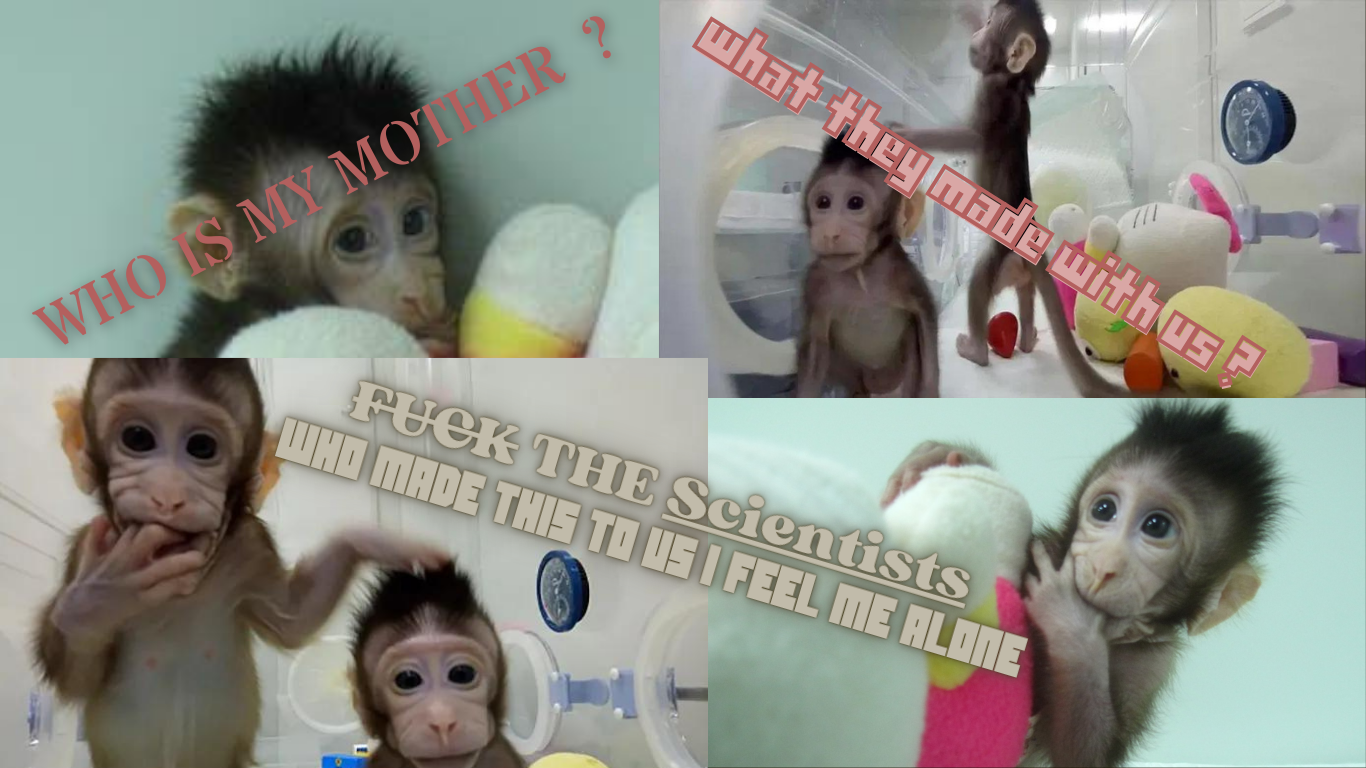 WHO IS MY MOTHER ?
what they made with us ?
FUCK THE Scientists
WHO MADE THIS TO US I FEEL ME ALONE